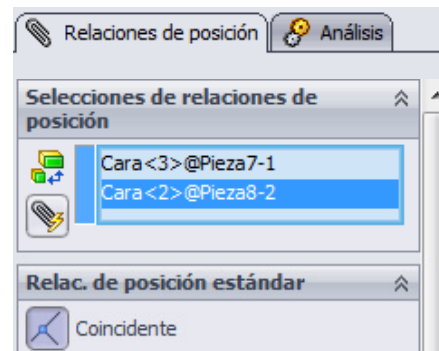 Relaciones de posición
Análisis
Selecciones de relaciones de
posición
Cara<3>@Pieza7-1
Cara<2>@Pieza8-2
Relac. de posición estándar
Coincidente